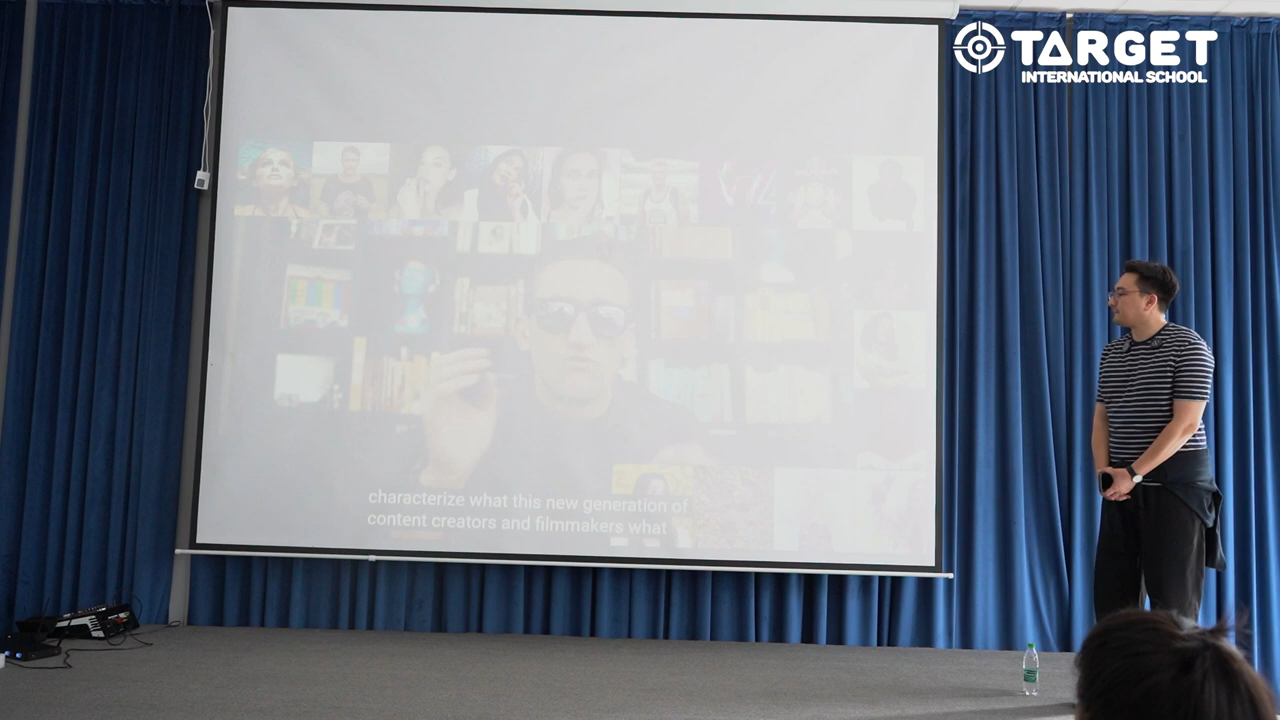 TARGET
INTERNATIONAL SCHOOL
characterize what this new generation of
content creators and filmmakers what